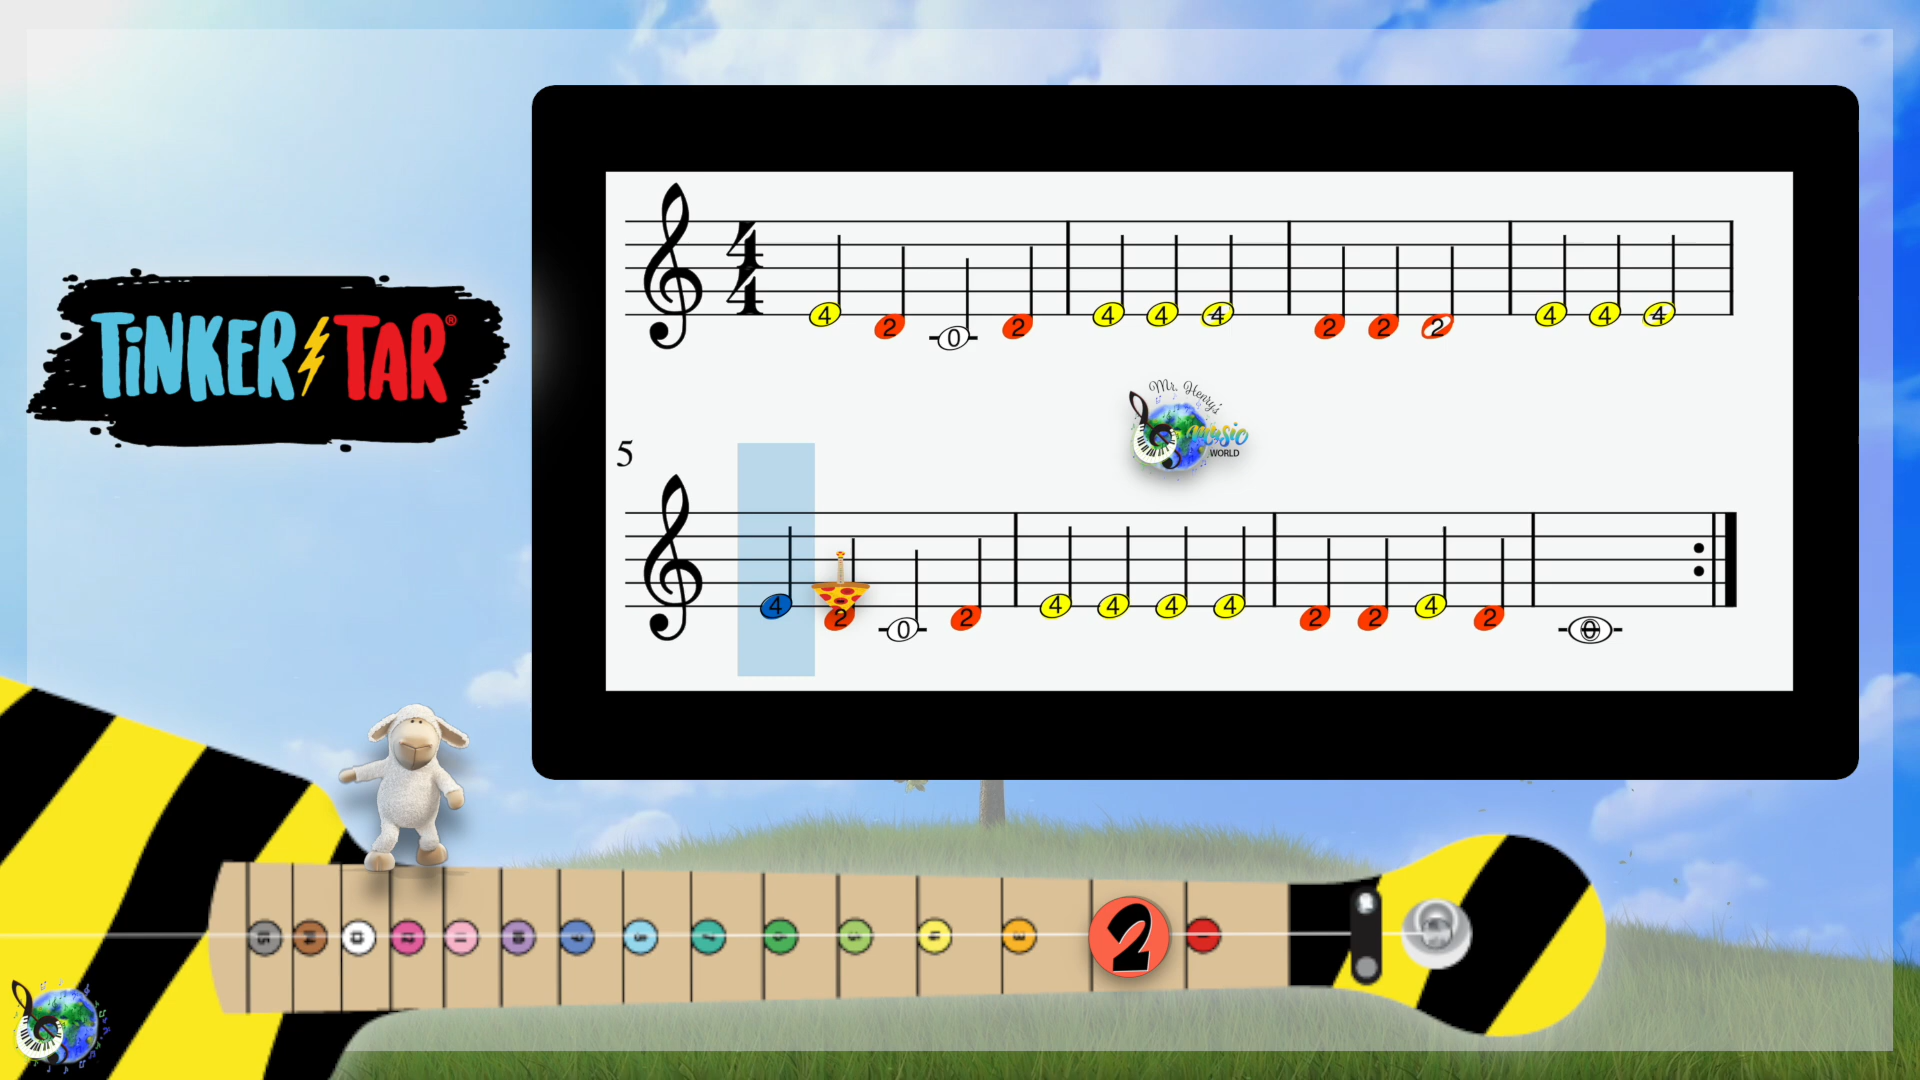 TiNKER TAR®
4
4
4 2 0 2 4 4 4 2 2 2 4 4 4
Mr. Henry's
Music
WORLD
5
4 2 0 2 4 4 4 4 2 2 4 2 0
2